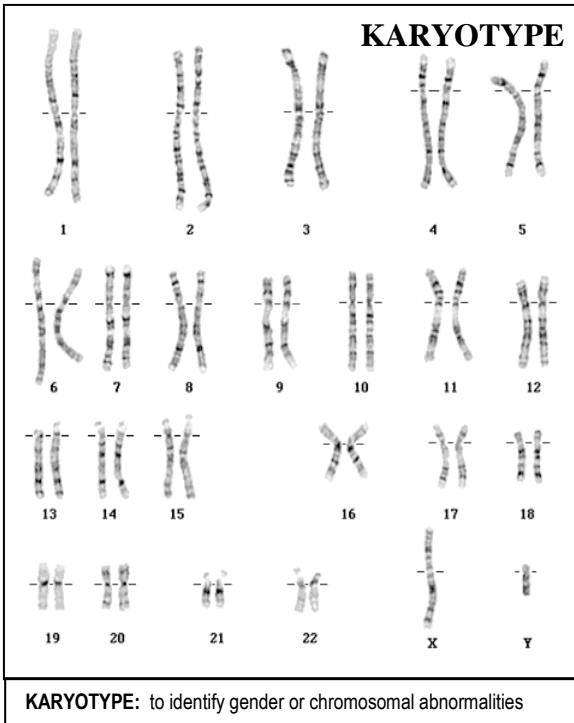 KARYOTYPE
1 2 3 4 5
6 7 8 9 10 11 12
13 14 15 16 17 18
19 20 21 22 X Y
KARYOTYPE: to identify gender or chromosomal abnormalities